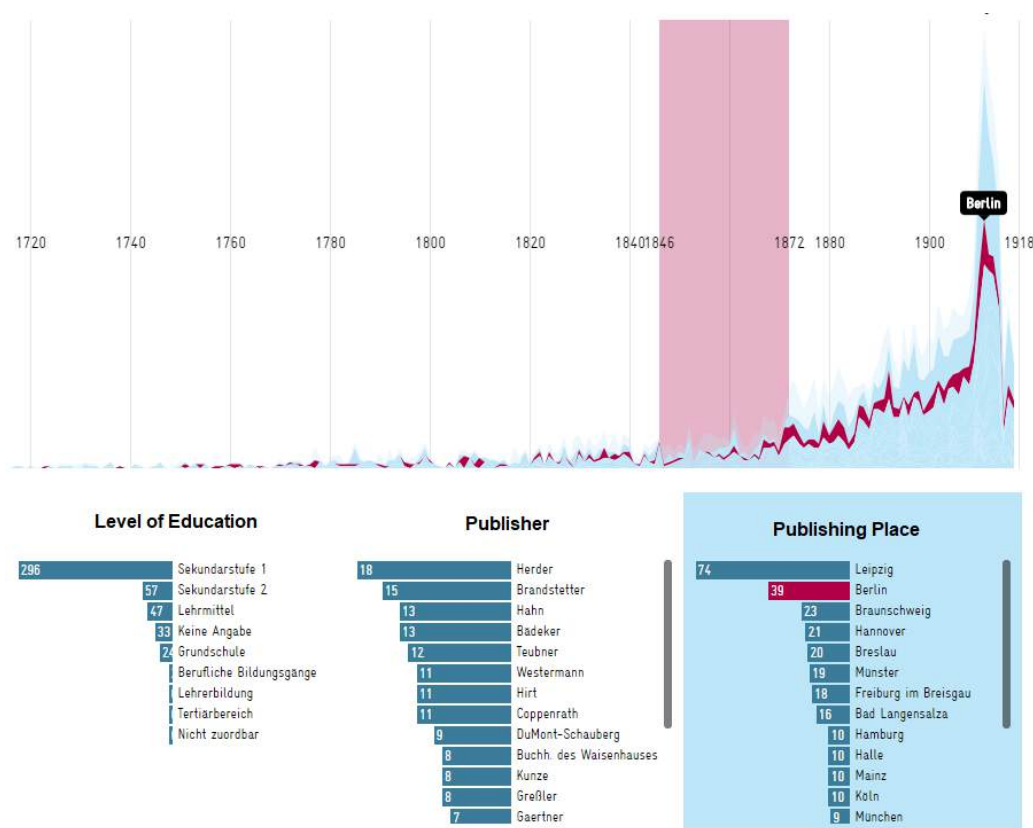 Berlin
1720 1740 1760 1780 1800 1820 1840 1846 1872 1880 1900 1918
Level of Education
296 Sekundarstufe 1
57 Sekundarstufe 2
47 Lehrmittel
33 Keine Angabe
24 Grundschule
Berufliche Bildungsgänge
Lehrerbildung
Tertiärbereich
Nicht zuordbar
Publisher
18 Herder
15 Brandstetter
13 Hahn
13 Bädeker
12 Teubner
11 Westermann
11 Hirt
11 Coppenrath
9 DuMont-Schauberg
8 Buchh. des Waisenhauses
8 Kunze
8 Greßler
7 Gaertner
Publishing Place
74 Leipzig
39 Berlin
23 Braunschweig
21 Hannover
20 Breslau
19 Münster
18 Freiburg im Breisgau
16 Bad Langensalza
10 Hamburg
10 Halle
10 Mainz
10 Köln
9 München